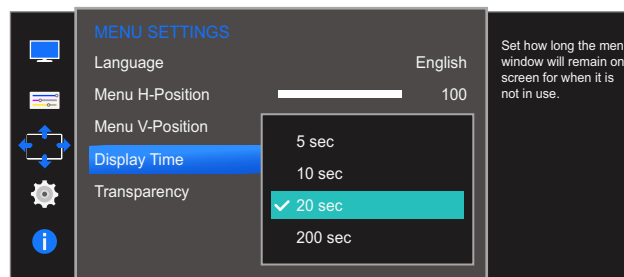 MENU SETTINGS
Language English
Menu H-Position 100
Menu V-Position
Display Time
Transparency
5 sec
10 sec
20 sec
200 sec
Set how long the men
window will remain on
screen for when it is
not in use.